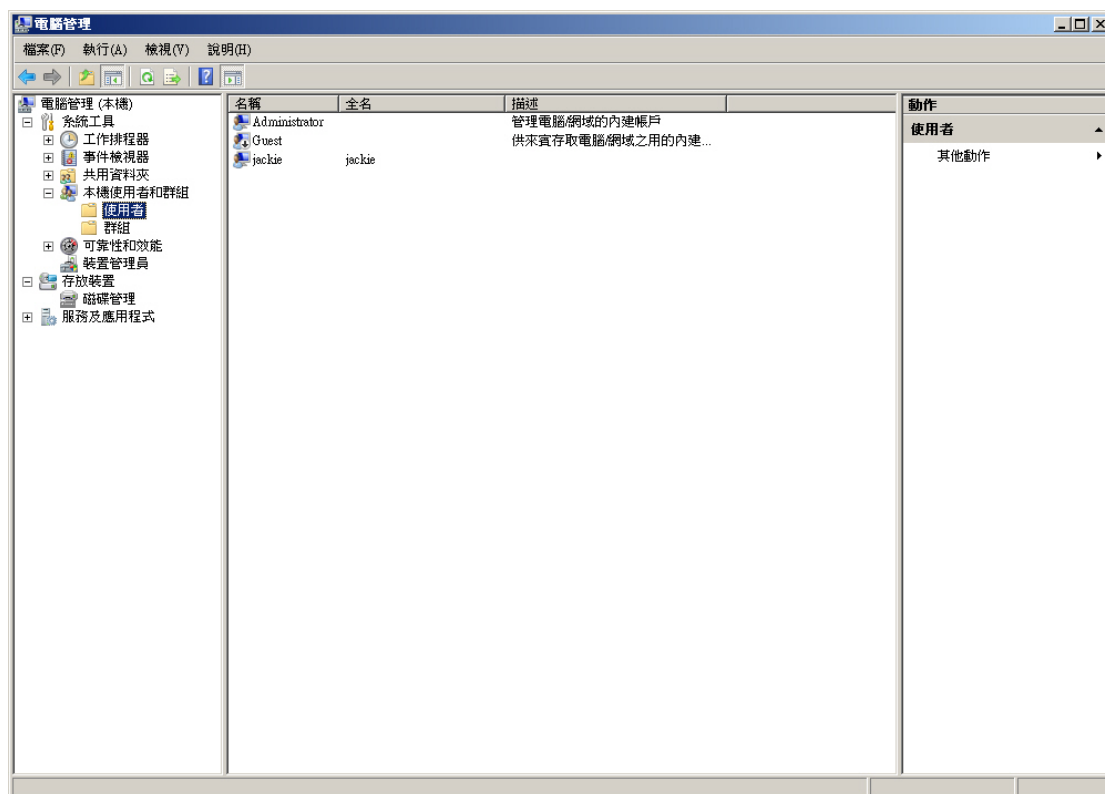 電腦管理
檔案(F) 執行(A) 檢視(V) 說明(H)
電腦管理 (本機)
系統工具
工作排程器
事件檢視器
共用資料夾
本機使用者和群組
使用者
群組
可靠性和效能
裝置管理員
存放裝置
磁碟管理
服務及應用程式
名稱 全名 描述
Administrator 管理電腦/網域的內建帳戶
Guest 供來賓存取電腦/網域之用的內建...
jackie jackie
動作
使用者
其他動作